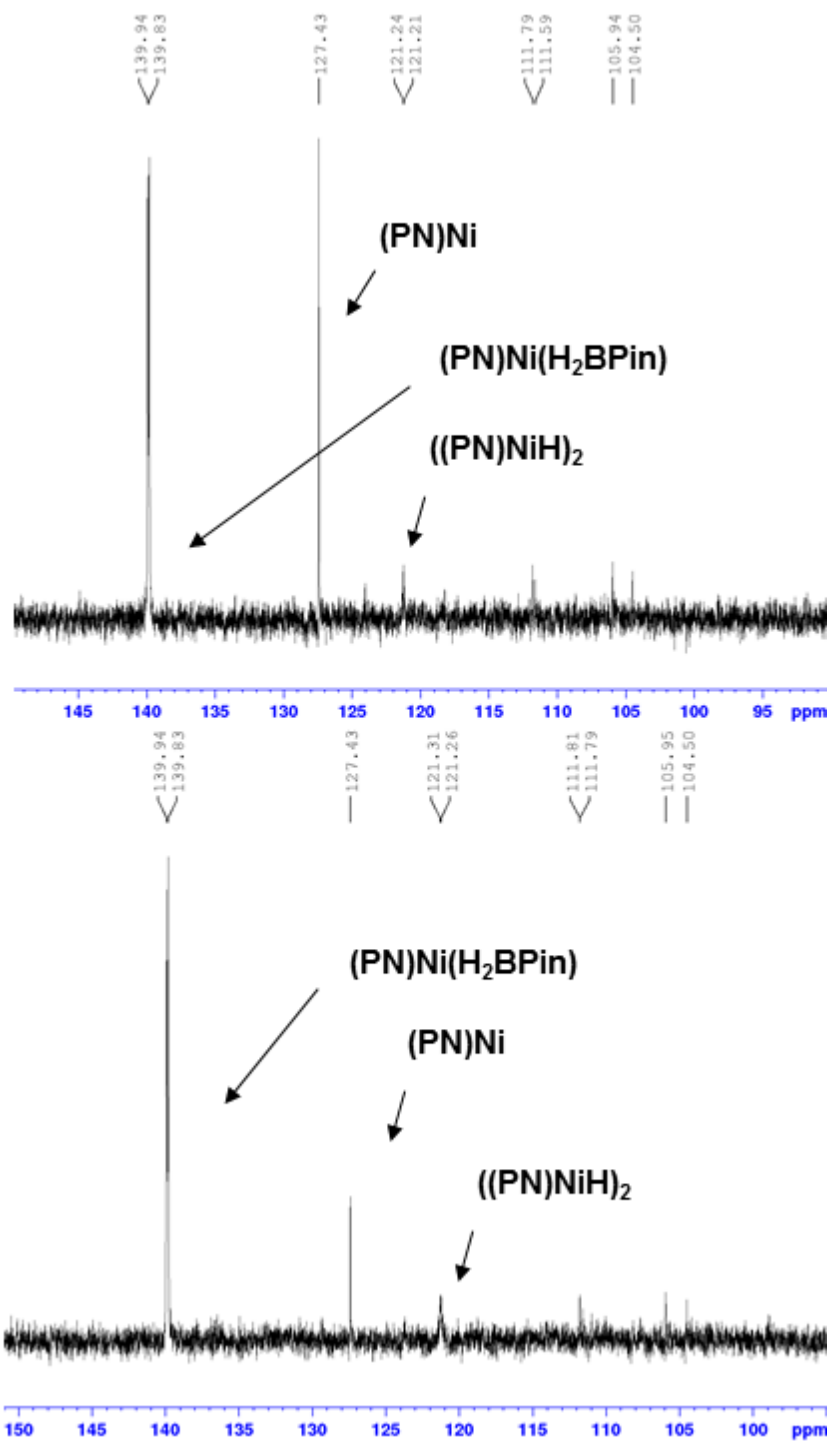 139.94
139.83
127.43
121.24
121.21
111.79
111.59
105.94
104.50
(PN)Ni
(PN)Ni(H₂BPin)
((PN)NiH)₂
145 140 135 130 125 120 115 110 105 100 95 ppm
139.94
139.83
127.43
121.31
121.26
111.81
111.79
105.95
104.50
(PN)Ni(H₂BPin)
(PN)Ni
((PN)NiH)₂
150 145 140 135 130 125 120 115 110 105 100 ppm